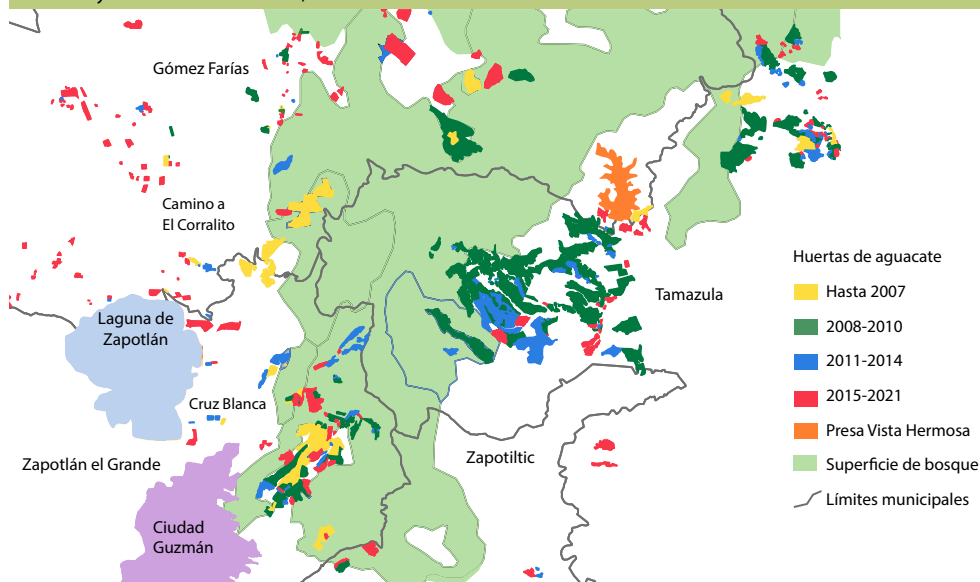 Gómez Farías
Camino a
El Corralito
Laguna de
Zapotlán
Cruz Blanca
Zapotlán el Grande
Ciudad
Guzmán
Zapotiltic
Tamazula
Huertas de aguacate
Hasta 2007
2008-2010
2011-2014
2015-2021
Presa Vista Hermosa
Superficie de bosque
Límites municipales